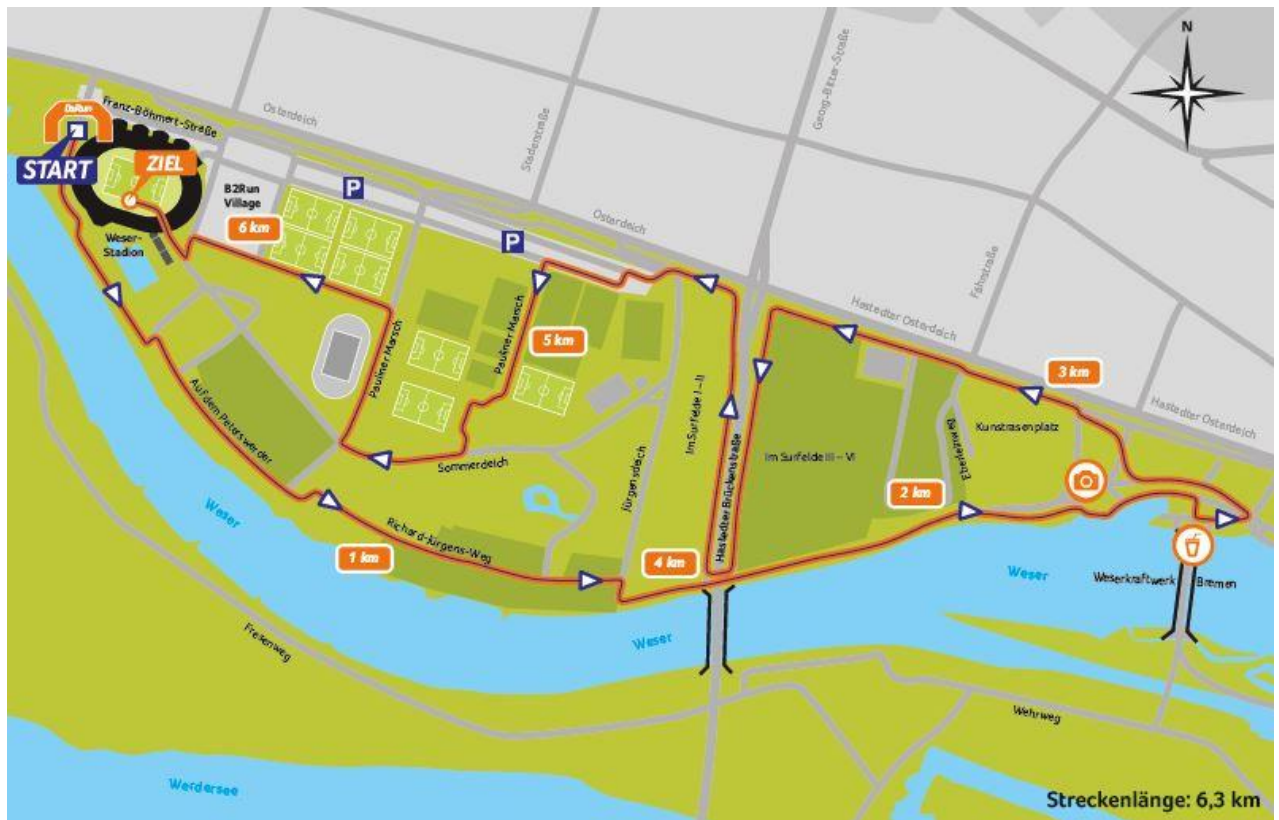 N
DeRun
Franz-Böhmert-Straße
Osterdeich
Staderstraße
Georg-Bitter-Straße
START
ZIEL
P
B2Run
Village
6 km
Weser-
Stadion
Osterdeich
P
Fährstraße
Hastedter Osterdeich
Pauliner Marsch
Pauliner Marsch
5 km
3 km
Hastedter Osterdeich
Auf dem Peterswerder
Im Surfelde I – II
Kunstrasenplatz
Hastedter Brückenstraße
Im Surfelde III – VI
Sommerdeich
Jürgensdeich
2 km
Weser
Richard-Jürgens-Weg
1 km
4 km
Weser
Weserkraftwerk
Bremen
Weser
Freienweg
Wehrweg
Werdersee
Streckenlänge: 6,3 km